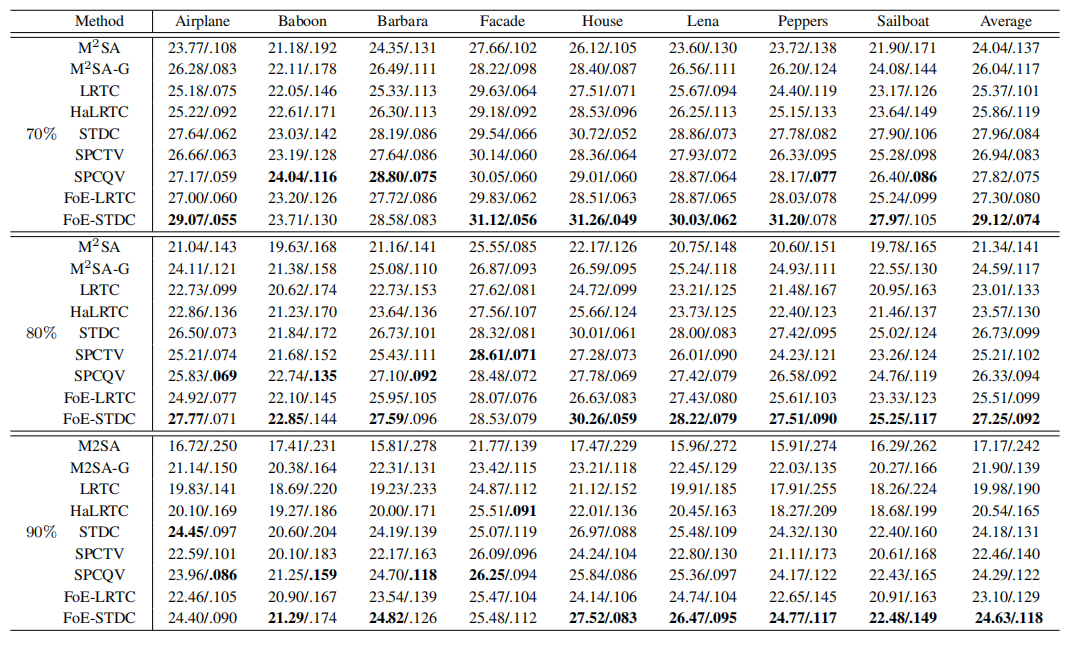 Method Airplane Baboon Barbara Facade House Lena Peppers Sailboat Average
M²SA 23.77/.108 21.18/.192 24.35/.131 27.66/.102 26.12/.105 23.60/.130 23.72/.138 21.90/.171 24.04/.137
M²SA-G 26.28/.083 22.11/.178 26.49/.111 28.22/.098 28.40/.087 26.56/.111 26.20/.124 24.08/.144 26.04/.117
LRTC 25.18/.075 22.05/.146 25.33/.113 29.63/.064 27.51/.071 25.67/.094 24.40/.119 23.17/.126 25.37/.101
HaLRTC 25.22/.092 22.61/.171 26.30/.113 29.18/.092 28.53/.096 26.25/.113 25.15/.133 23.64/.149 25.86/.119
70% STDC 27.64/.062 23.03/.142 28.19/.086 29.54/.066 30.72/.052 28.86/.073 27.78/.082 27.90/.106 27.96/.084
SPCTV 26.66/.063 23.19/.128 27.64/.086 30.14/.060 28.36/.064 27.93/.072 26.33/.095 25.28/.098 26.94/.083
SPCQV 27.17/.059 24.04/.116 28.80/.075 30.05/.060 29.01/.060 28.87/.064 28.17/.077 26.40/.086 27.82/.075
FoE-LRTC 27.00/.060 23.20/.126 27.72/.086 29.83/.062 28.51/.063 28.87/.065 28.03/.078 25.24/.099 27.30/.080
FoE-STDC 29.07/.055 23.71/.130 28.58/.083 31.12/.056 31.26/.049 30.03/.062 31.20/.078 27.97/.105 29.12/.074
M²SA 21.04/.143 19.63/.168 21.16/.141 25.55/.085 22.17/.126 20.75/.148 20.60/.151 19.78/.165 21.34/.141
M²SA-G 24.11/.121 21.38/.158 25.08/.110 26.87/.093 26.59/.095 25.24/.118 24.93/.111 22.55/.130 24.59/.117
LRTC 22.73/.099 20.62/.174 22.73/.153 27.62/.081 24.72/.099 23.21/.125 21.48/.167 20.95/.163 23.01/.133
HaLRTC 22.86/.136 21.23/.170 23.64/.136 27.56/.107 25.66/.124 23.73/.125 22.40/.123 21.46/.137 23.57/.130
80% STDC 26.50/.073 21.84/.172 26.73/.101 28.32/.081 30.01/.061 28.00/.083 27.42/.095 25.02/.124 26.73/.099
SPCTV 25.21/.074 21.68/.152 25.43/.111 28.61/.071 27.28/.073 26.01/.090 24.23/.121 23.26/.124 25.21/.102
SPCQV 25.83/.069 22.74/.135 27.10/.092 28.48/.072 27.78/.069 27.42/.079 26.58/.092 24.76/.119 26.33/.094
FoE-LRTC 24.92/.077 22.10/.145 25.95/.105 28.07/.076 26.63/.083 27.43/.080 25.61/.103 23.33/.123 25.51/.099
FoE-STDC 27.77/.071 22.85/.144 27.59/.096 28.53/.079 30.26/.059 28.22/.079 27.51/.090 25.25/.117 27.25/.092
M2SA 16.72/.250 17.41/.231 15.81/.278 21.77/.139 17.47/.229 15.96/.272 15.91/.274 16.29/.262 17.17/.242
M2SA-G 21.14/.150 20.38/.164 22.31/.131 23.42/.115 23.21/.118 22.45/.129 22.03/.135 20.27/.166 21.90/.139
LRTC 19.83/.141 18.69/.220 19.23/.233 24.87/.112 21.12/.152 19.91/.185 17.91/.255 18.26/.224 19.98/.190
HaLRTC 20.10/.169 19.27/.186 20.00/.171 25.51/.091 22.01/.136 20.45/.163 18.27/.209 18.68/.199 20.54/.165
90% STDC 24.45/.097 20.60/.204 24.19/.139 25.07/.119 26.97/.088 25.48/.109 24.32/.130 22.40/.160 24.18/.131
SPCTV 22.59/.101 20.10/.183 22.17/.163 26.09/.096 24.24/.104 22.80/.130 21.11/.173 20.61/.168 22.46/.140
SPCQV 23.96/.086 21.25/.159 24.70/.118 26.25/.094 25.84/.086 25.36/.097 24.17/.122 22.43/.165 24.29/.122
FoE-LRTC 22.46/.105 20.90/.167 23.54/.139 25.47/.104 24.14/.106 24.74/.104 22.65/.145 20.91/.163 23.10/.129
FoE-STDC 24.40/.090 21.29/.174 24.82/.126 25.48/.112 27.52/.083 26.47/.095 24.77/.117 22.48/.149 24.63/.118